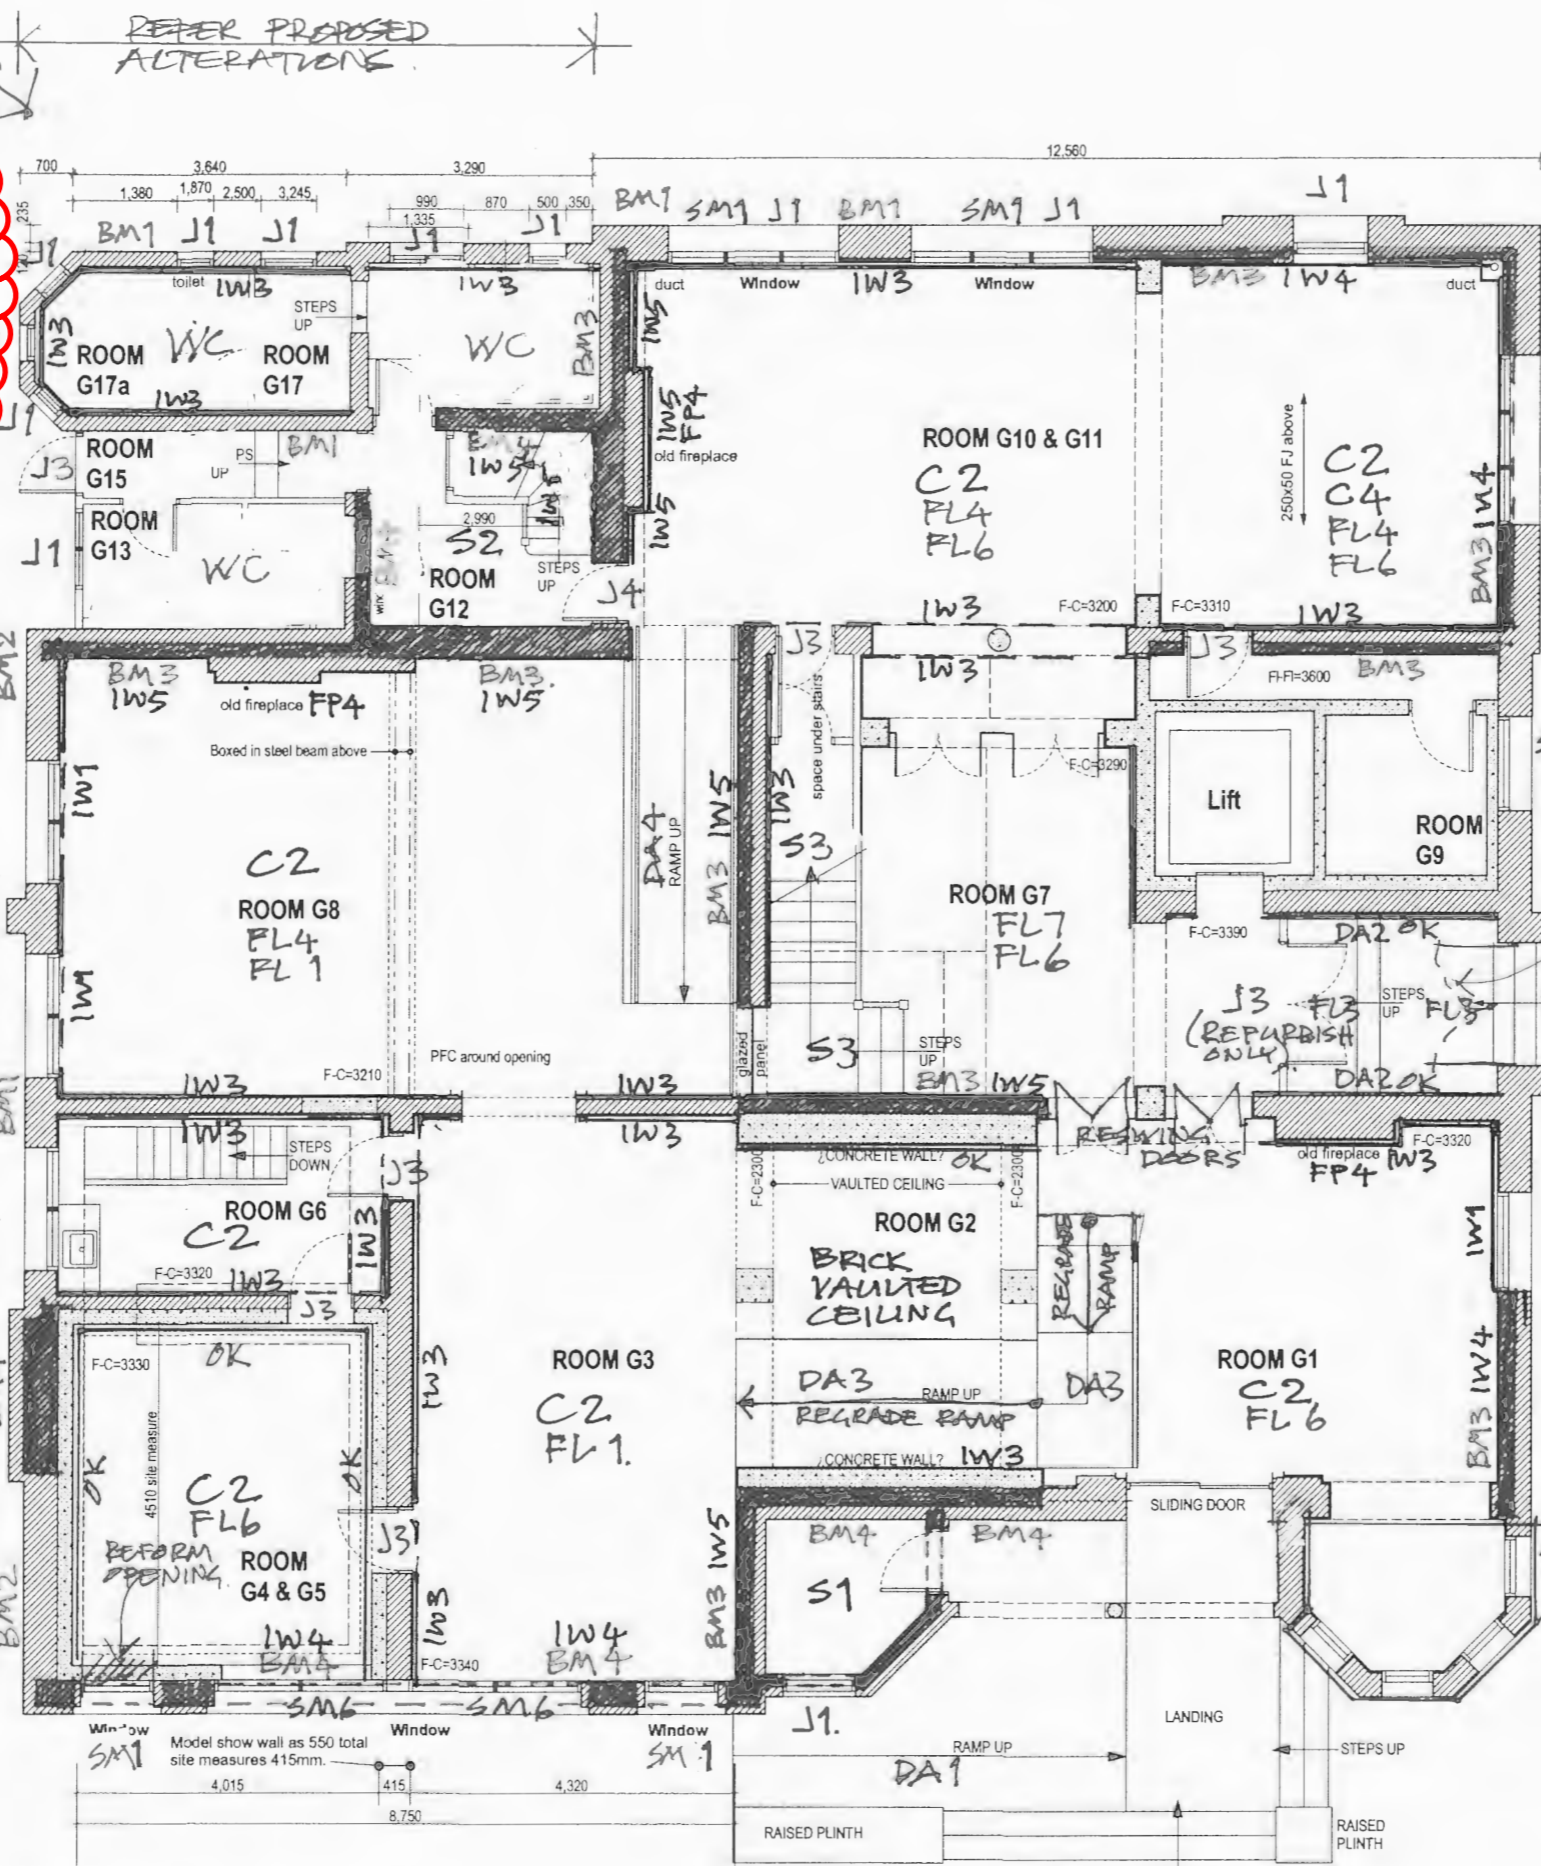 REFER PROPOSED
ALTERATIONS.
700
3,640
3,290
12,560
1,380
1,870
2,500
3,245
990
870
500
350
1,335
235
BM1 J1 J1
J1
J1
J1
BM1 SM1 J1 BM1 SM1 J1
J1
toilet
IW3
STEPS
UP
IW3
duct
Window
IW3
Window
BM3 IW4
duct
IW3
ROOM
G17a
WC
ROOM
G17
WC
BM3
IW5
IW3
J1
IW5
FP4
old fireplace
IW5
ROOM G10 & G11
C2
FL4
FL6
250x50 FJ above
C2
C4
FL4
FL6
BM3 IW4
J3
ROOM
G15
UP
PS
BM1
IW5
2,990
S2
STEPS
UP
J4
ROOM
G12
J1
ROOM
G13
WC
IW3
F-C=3200
F-C=3310
IW3
BM2
BM3
IW5
old fireplace FP4
BM3.
IW5
J3
IW3
J3
FI-FI=3600
BM3
Boxed in steel beam above
space under stairs
F-C=3290
IW1
DA4
RAMP UP
BM3 IW5
IW3
S3
Lift
ROOM
G9
C2
ROOM G8
FL4
FL1
ROOM G7
FL7
FL6
F-C=3390
DA2 OK
IW1
J3
(REFURBISH
ONLY)
FL3
STEPS
UP
FL3
PFC around opening
glazed
panel
S3
STEPS
UP
IW3
F-C=3210
IW3
BM3 IW5
DA2 OK
BM1
IW3
STEPS
DOWN
J3
IW3
¿CONCRETE WALL? OK
RESWING
DOORS
old fireplace
FP4
IW3
F-C=3320
F-C=2300
VAULTED CEILING
F-C=2300
ROOM G6
C2
IW3
ROOM G2
BRICK
VAULTED
CEILING
REGRADE
RAMP
IW1
F-C=3320
IW3
J3
F-C=3330
OK
IW3
ROOM G3
C2
FL1.
DA3
RAMP UP
REGRADE RAMP
DA3
ROOM G1
C2
FL6
BM3 IW4
4510 site measure
OK
OK
C2
FL6
¿CONCRETE WALL? IW3
REFORM
OPENING
ROOM
G4 & G5
J3
BM3 IW5
SLIDING DOOR
BM4
BM4
S1
BM2
IW4
BM4
IW3
F-C=3340
IW4
BM4
SM6
SM6
Window
SM1
Model show wall as 550 total
site measures 415mm.
Window
Window
SM1
J1.
LANDING
RAMP UP
DA1
STEPS UP
4,015
415
4,320
8,750
RAISED PLINTH
RAISED
PLINTH